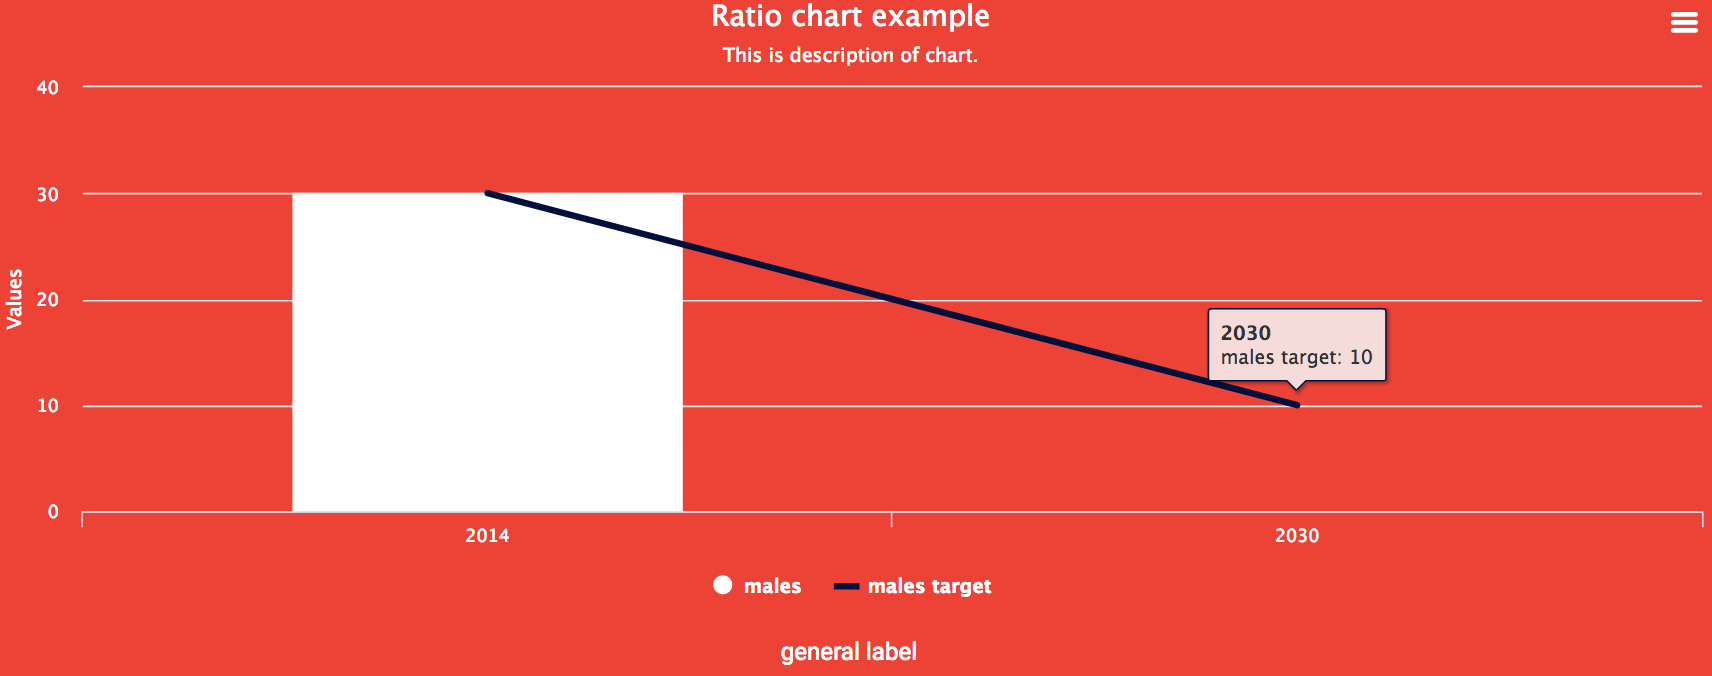 Ratio chart example
This is description of chart.
40
30
20
10
0
Values
2030
males target: 10
2014
2030
males
males target
general label